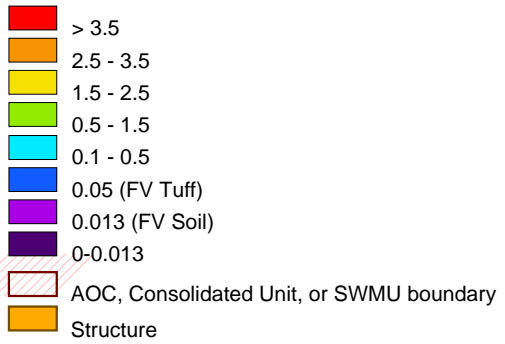 > 3.5
2.5 - 3.5
1.5 - 2.5
0.5 - 1.5
0.1 - 0.5
0.05 (FV Tuff)
0.013 (FV Soil)
0-0.013
AOC, Consolidated Unit, or SWMU boundary
Structure